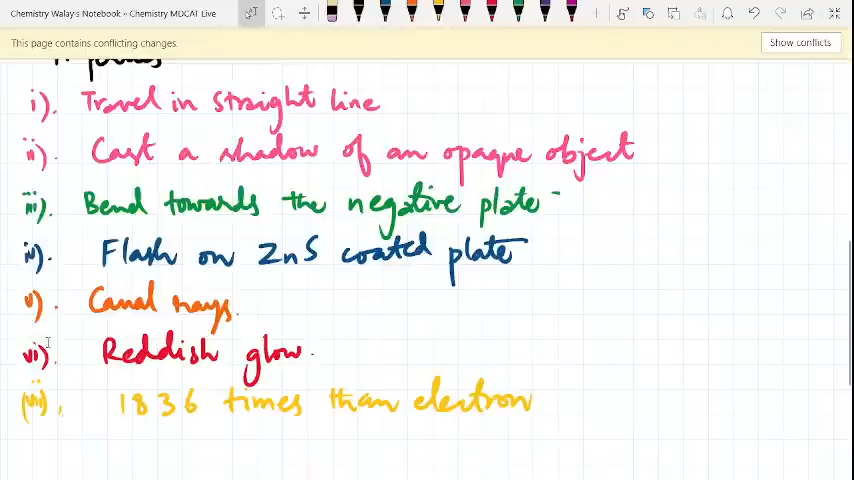 Chemistry Walay's Notebook » Chemistry MDCAT Live
This page contains conflicting changes.
Show conflicts
i). Travel in straight line
ii). Cast a shadow of an opaque object
iii). Bend towards the negative plate
iv). Flash on ZnS coated plate
v). Canal rays.
vi). Reddish glow.
(vii). 1836 times than electron